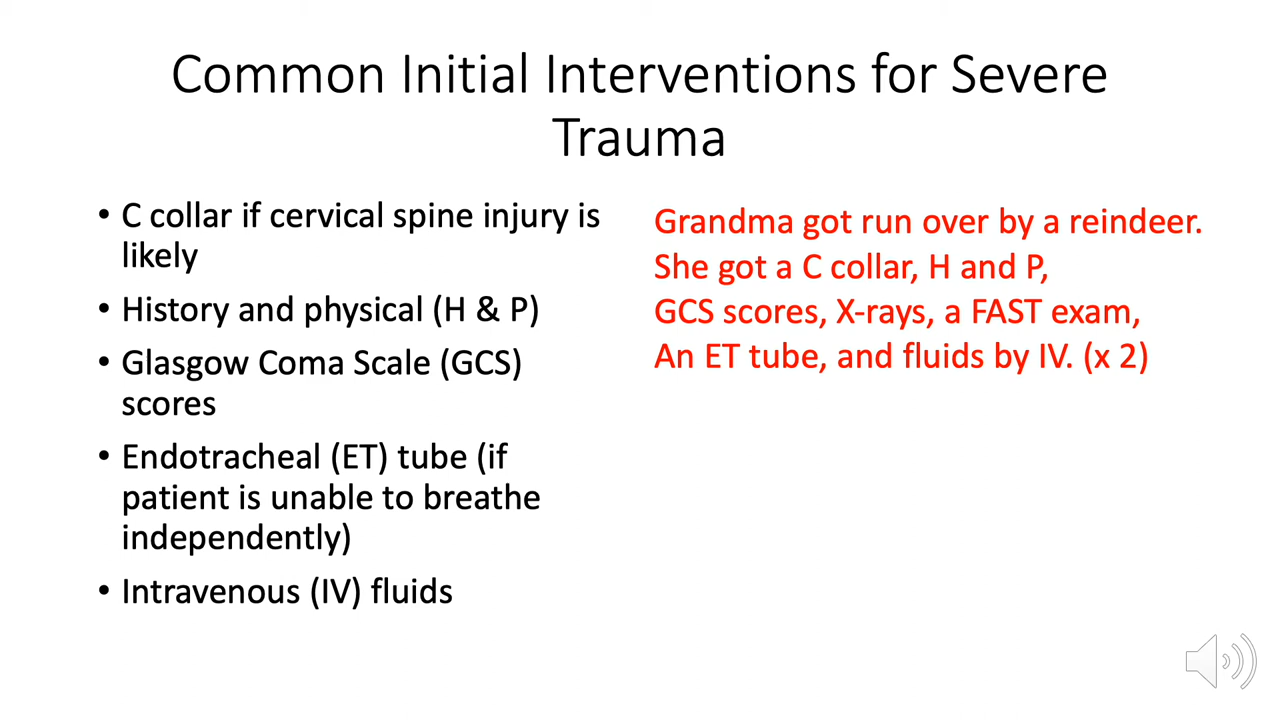 Common Initial Interventions for Severe
Trauma
• C collar if cervical spine injury is
likely
• History and physical (H & P)
• Glasgow Coma Scale (GCS)
scores
• Endotracheal (ET) tube (if
patient is unable to breathe
independently)
• Intravenous (IV) fluids
Grandma got run over by a reindeer.
She got a C collar, H and P,
GCS scores, X-rays, a FAST exam,
An ET tube, and fluids by IV. (x 2)